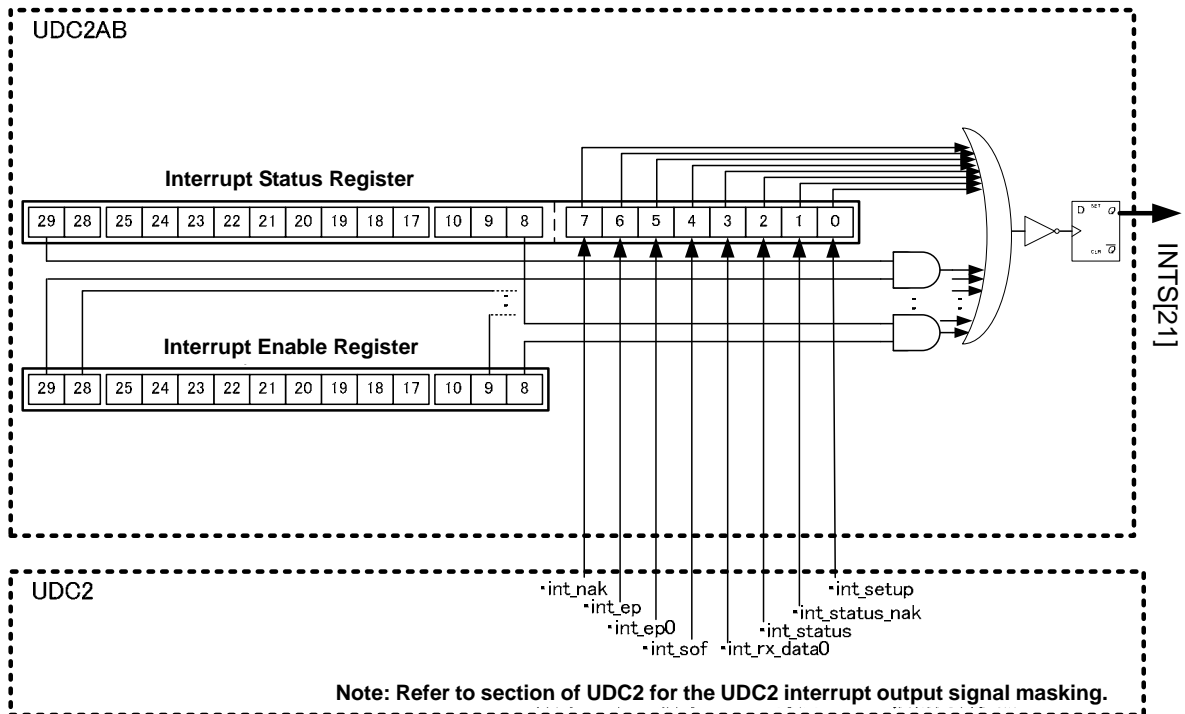 UDC2AB
Interrupt Status Register
29 28 25 24 23 22 21 20 19 18 17 10 9 8 7 6 5 4 3 2 1 0
D SET Q
CLR Q
INTS[21]
Interrupt Enable Register
29 28 25 24 23 22 21 20 19 18 17 10 9 8
UDC2
・int_nak
・int_setup
・int_ep
・int_status_nak
・int_ep0
・int_status
・int_sof
・int_rx_data0
Note: Refer to section of UDC2 for the UDC2 interrupt output signal masking.